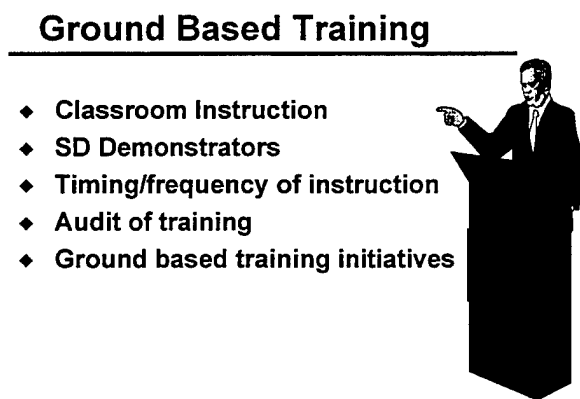 Ground Based Training
◆ Classroom Instruction
◆ SD Demonstrators
◆ Timing/frequency of instruction
◆ Audit of training
◆ Ground based training initiatives